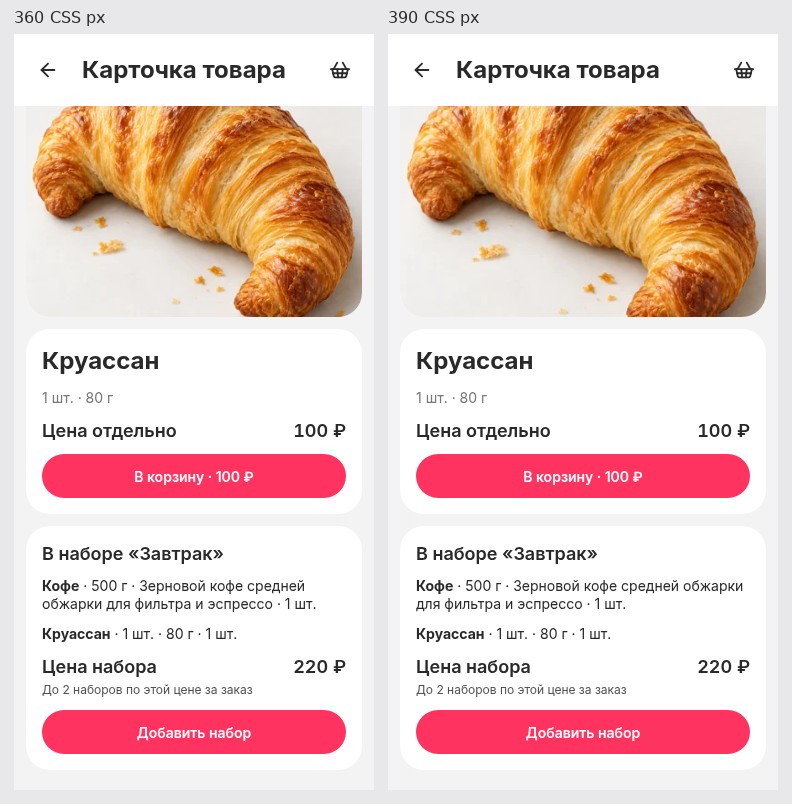 360 CSS px
Карточка товара
Круассан
1 шт. · 80 г
Цена отдельно 100 ₽
В корзину · 100 ₽
В наборе «Завтрак»
Кофе · 500 г · Зерновой кофе средней
обжарки для фильтра и эспрессо · 1 шт.
Круассан · 1 шт. · 80 г · 1 шт.
Цена набора 220 ₽
До 2 наборов по этой цене за заказ
Добавить набор
390 CSS px
Карточка товара
Круассан
1 шт. · 80 г
Цена отдельно 100 ₽
В корзину · 100 ₽
В наборе «Завтрак»
Кофе · 500 г · Зерновой кофе средней обжарки
для фильтра и эспрессо · 1 шт.
Круассан · 1 шт. · 80 г · 1 шт.
Цена набора 220 ₽
До 2 наборов по этой цене за заказ
Добавить набор